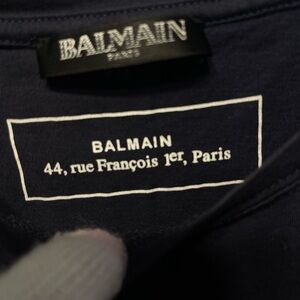 BALMAIN
PARIS
BALMAIN
44, rue François 1er, Paris